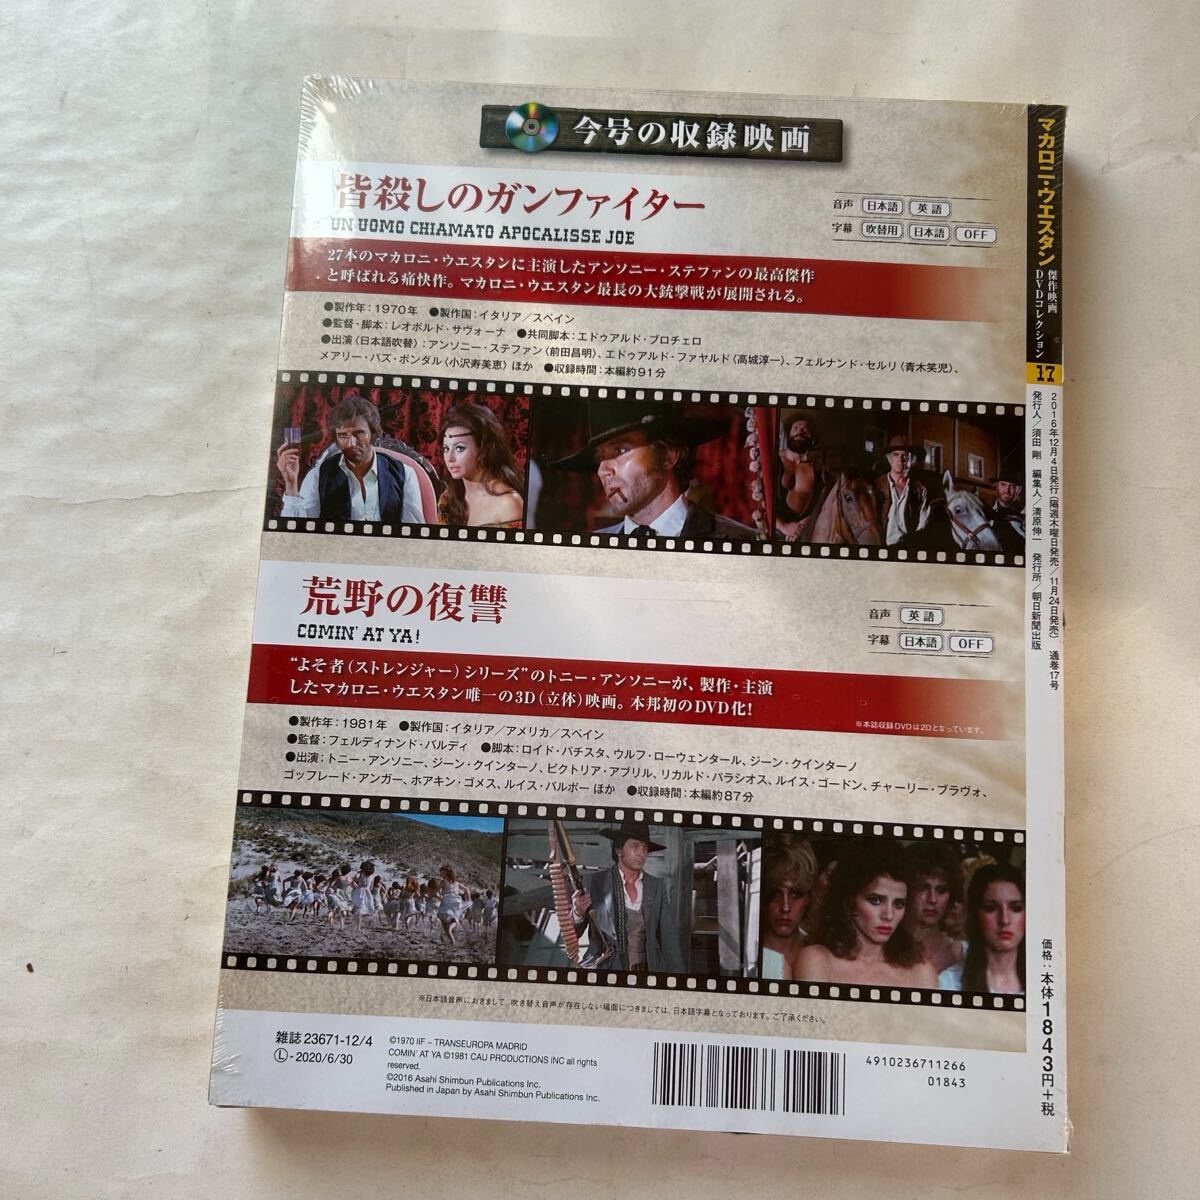 今号の収録映画
皆殺しのガンファイター
UN UOMO CHIAMATO APOCALISSE JOE
音声 日本語 英語
字幕 吹替用 日本語 OFF
27本のマカロニ・ウエスタンに主演したアンソニー・ステファンの最高傑作
と呼ばれる痛快作。マカロニ・ウエスタン最長の大銃撃戦が展開される。
●製作年：1970年 ●製作国：イタリア／スペイン
●監督・脚本：レオポルド・サヴォーナ ●共同脚本：エドゥアルド・ブロチェロ
●出演〈日本語吹替〉：アンソニー・ステファン〈前田昌明〉、エドゥアルド・ファヤルド〈高城淳一〉、フェルナンド・セルリ〈青木笑児〉、
メアリー・パズ・ポンダル〈小沢寿美恵〉ほか ●収録時間：本編約91分
荒野の復讐
COMIN' AT YA!
音声 英語
字幕 日本語 OFF
“よそ者（ストレンジャー）シリーズ”のトニー・アンソニーが、製作・主演
したマカロニ・ウエスタン唯一の3D（立体）映画。本邦初のDVD化！
※本誌収録DVDは2Dとなっています。
●製作年：1981年 ●製作国：イタリア／アメリカ／スペイン
●監督：フェルディナンド・バルディ ●脚本：ロイド・バチスタ、ウルフ・ローウェンタール、ジーン・クインターノ
●出演：トニー・アンソニー、ジーン・クインターノ、ビクトリア・アブリル、リカルド・パラシオス、ルイス・ゴードン、チャーリー・ブラヴォ、
ゴッフレード・アンガー、ホアキン・ゴメス、ルイス・バルボー ほか ●収録時間：本編約87分
※日本語音声におきまして、吹き替え音声が存在しない場面につきましては、日本語字幕となっております。ご了承ください。
雑誌 23671-12/4
Ⓛ-2020/6/30
©1970 IIF – TRANSEUROPA MADRID
COMIN' AT YA ©1981 CAU PRODUCTIONS INC all rights
reserved.
©2016 Asahi Shimbun Publications Inc.
Published in Japan by Asahi Shimbun Publications Inc.
4910236711266
01843
マカロニ・ウエスタン
傑作映画
DVDコレクション
17
2016年12月4日発行（隔週木曜日発売／11月24日発売） 通巻17号
発行人／須田 剛 編集人／清原伸一 発行所／朝日新聞出版
価格：本体1843円＋税